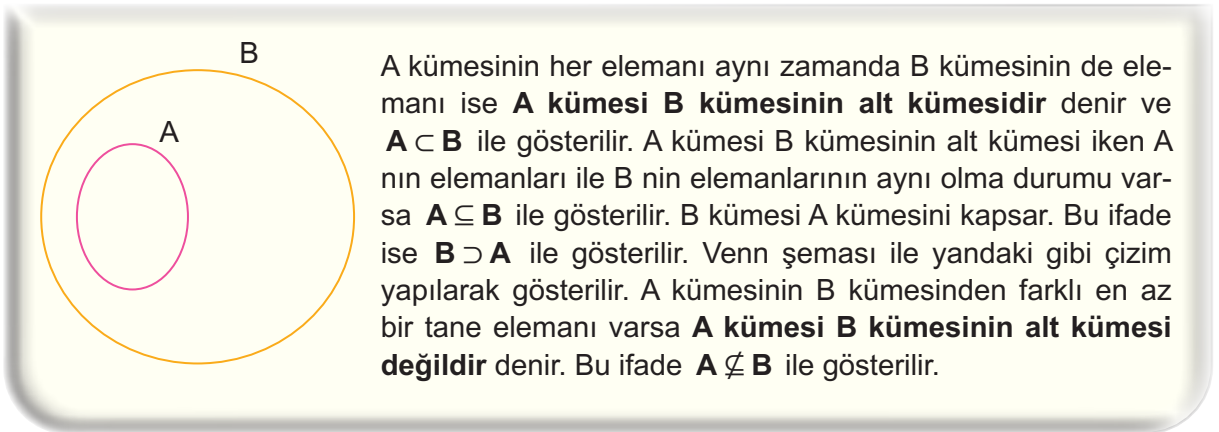 B
A
A kümesinin her elemanı aynı zamanda B kümesinin de ele-
manı ise A kümesi B kümesinin alt kümesidir denir ve
A ⊂ B ile gösterilir. A kümesi B kümesinin alt kümesi iken A
nın elemanları ile B nin elemanlarının aynı olma durumu var-
sa A ⊆ B ile gösterilir. B kümesi A kümesini kapsar. Bu ifade
ise B ⊃ A ile gösterilir. Venn şeması ile yandaki gibi çizim
yapılarak gösterilir. A kümesinin B kümesinden farklı en az
bir tane elemanı varsa A kümesi B kümesinin alt kümesi
değildir denir. Bu ifade A ⊈ B ile gösterilir.